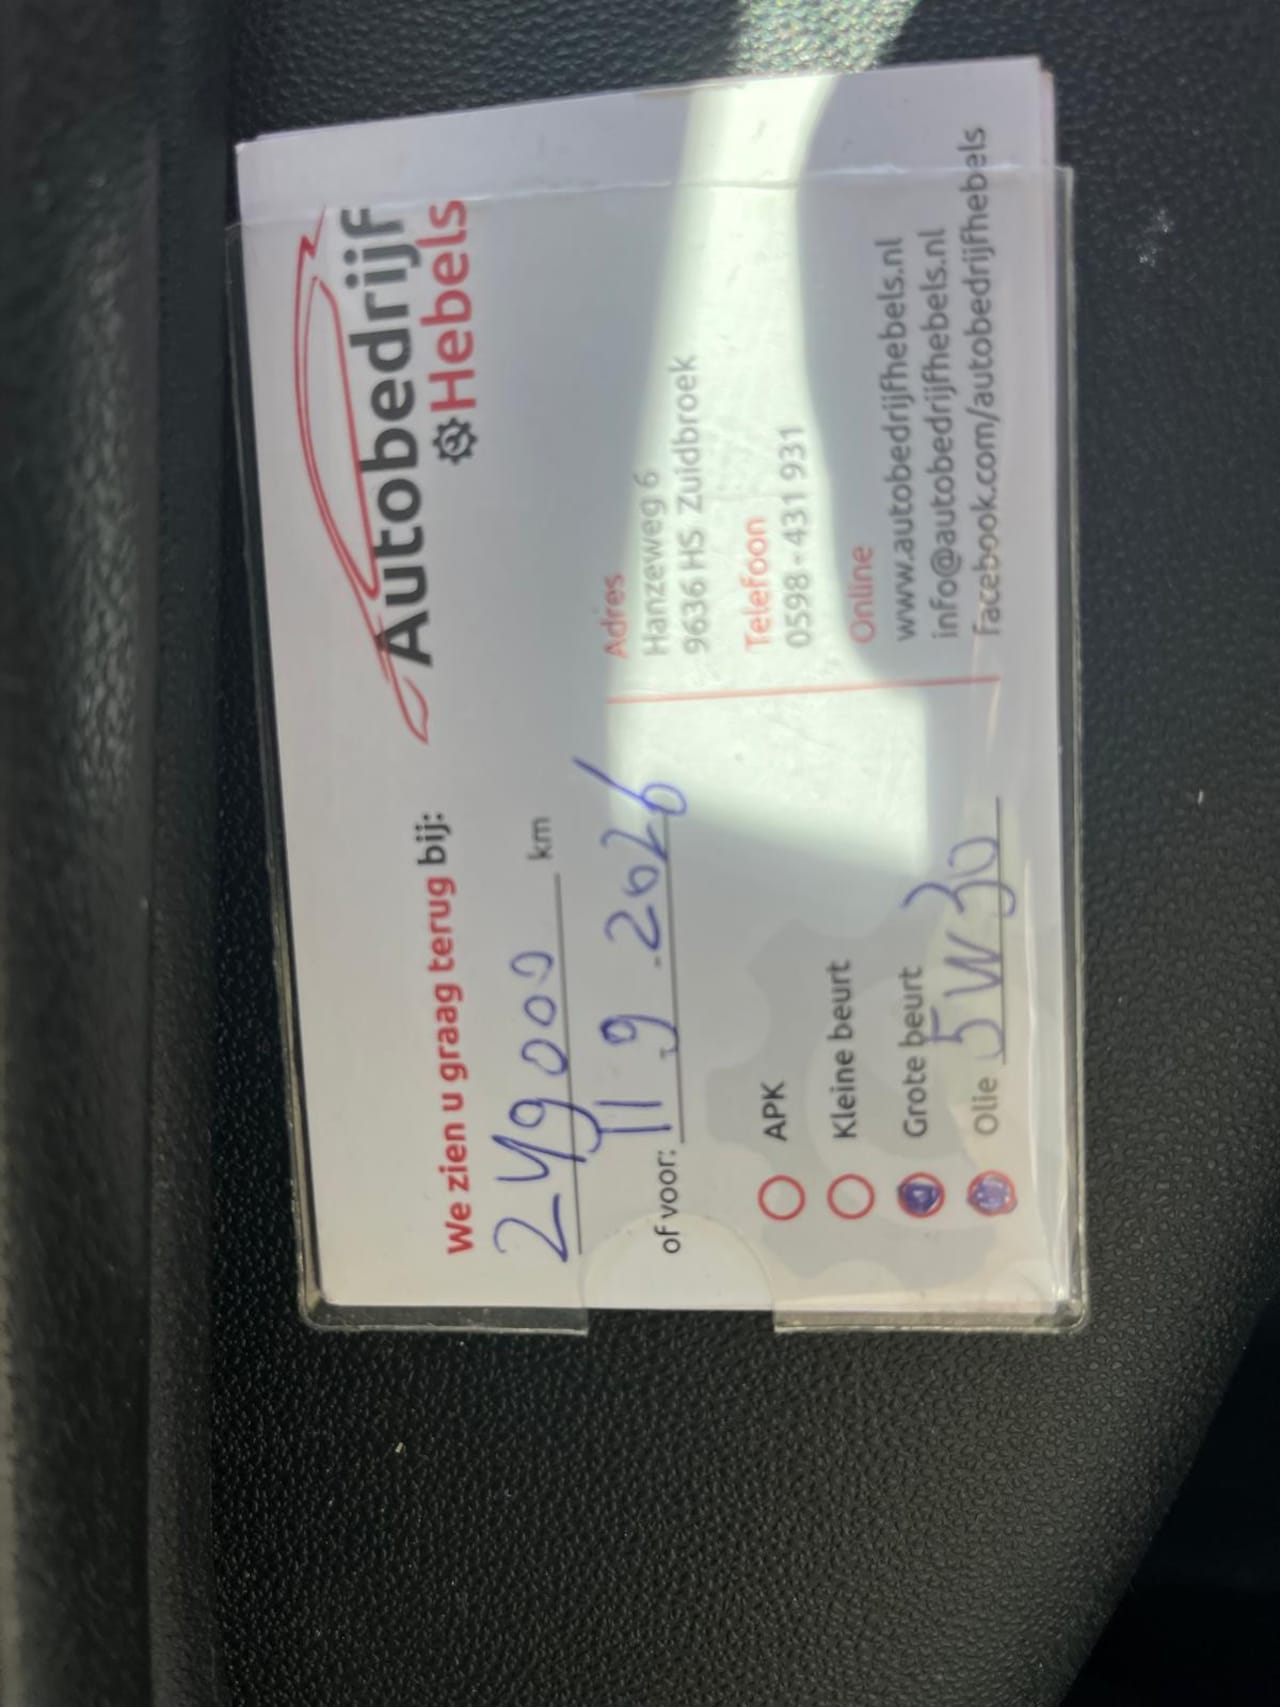 Autobedrijf
Hebels
We zien u graag terug bij:
249000 km
of voor: 11.9.2026
APK
Kleine beurt
Grote beurt
Olie 5W30
Adres
Hanzeweg 6
9636 HS Zuidbroek
Telefoon
0598 - 431 931
Online
www.autobedrijfhebels.nl
info@autobedrijfhebels.nl
facebook.com/autobedrijfhebels